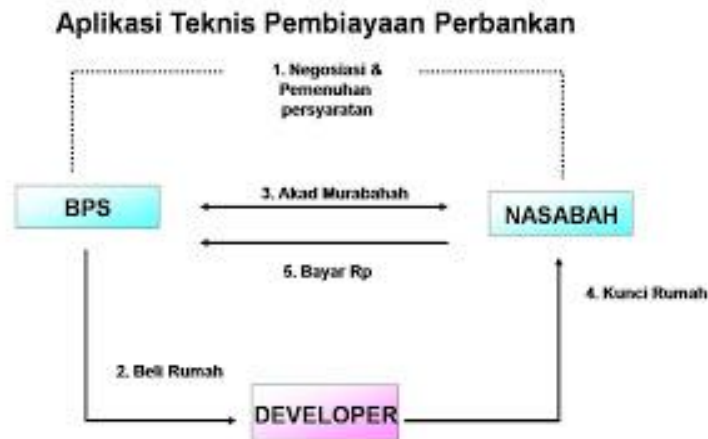 Aplikasi Teknis Pembiayaan Perbankan
1. Negosiasi &
Pemenuhan
persyaratan
BPS
3. Akad Murabahah
NASABAH
5. Bayar Rp
4. Kunci Rumah
2. Beli Rumah
DEVELOPER